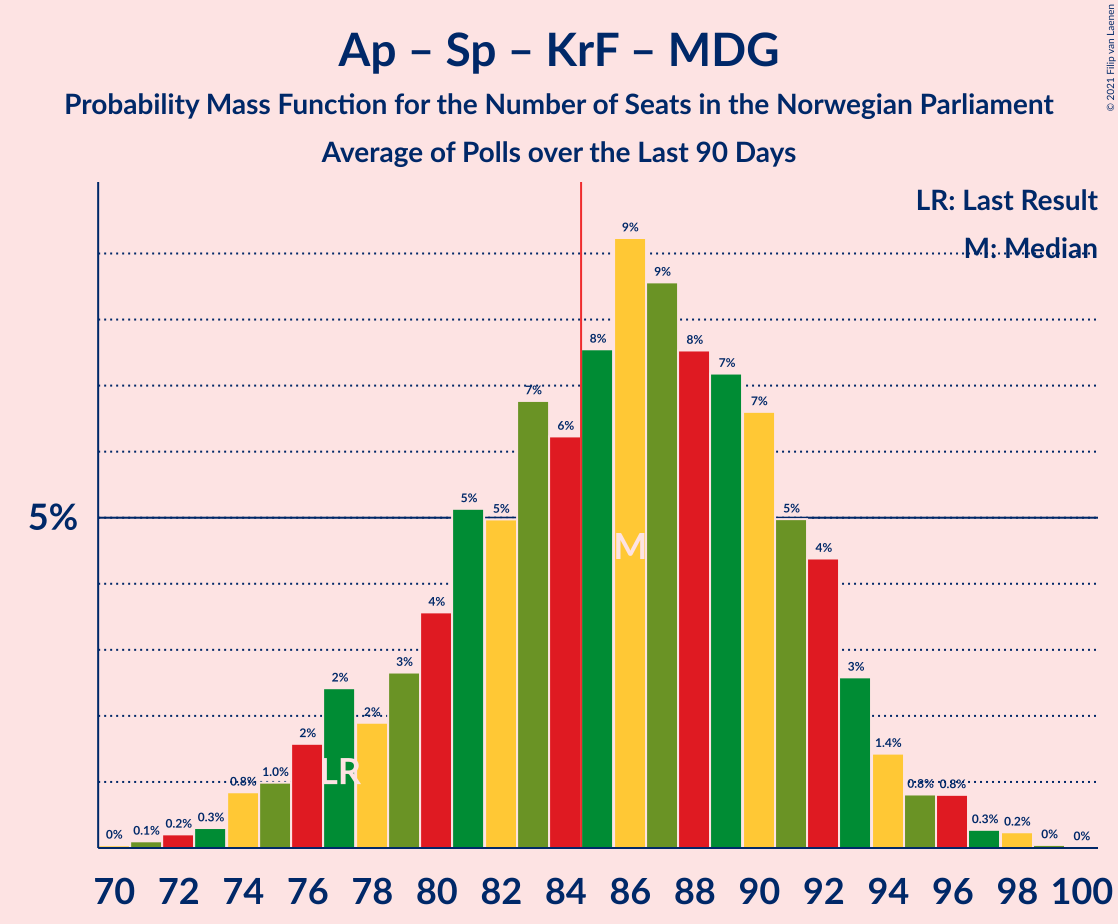 Ap – Sp – KrF – MDG
Probability Mass Function for the Number of Seats in the Norwegian Parliament
Average of Polls over the Last 90 Days
© 2021 Filip van Laenen
LR: Last Result
M: Median
5%
0% 0.1% 0.2% 0.3% 0.8% 1.0% 2% 2% 2% 3% 4% 5% 5% 7% 6% 8% 9% 9% 8% 7% 7% 5% 4% 3% 1.4% 0.8% 0.8% 0.3% 0.2% 0% 0%
M
LR
70 72 74 76 78 80 82 84 86 88 90 92 94 96 98 100